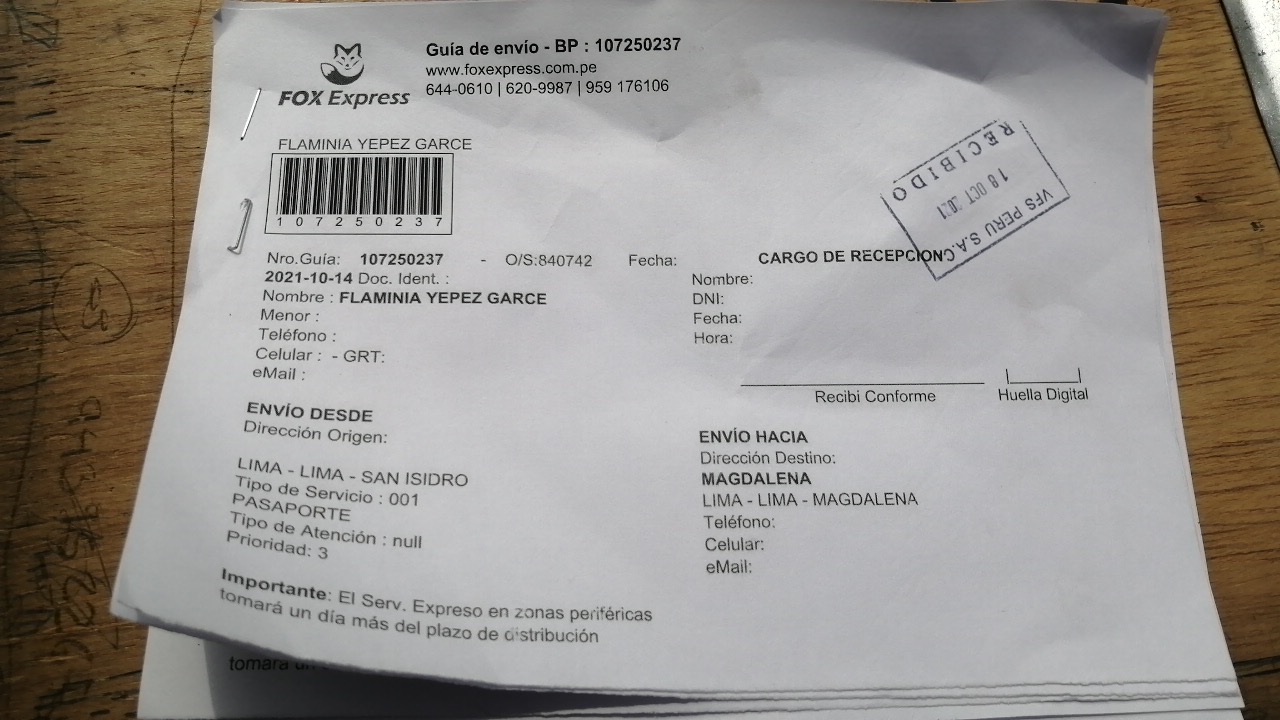 FOX Express
Guía de envío - BP : 107250237
www.foxexpress.com.pe
644-0610 | 620-9987 | 959 176106
FLAMINIA YEPEZ GARCE
107250237
Nro.Guía: 107250237 - O/S:840742 Fecha:
2021-10-14 Doc. Ident. :
Nombre : FLAMINIA YEPEZ GARCE
Menor :
Teléfono :
Celular : - GRT:
eMail :
ENVÍO DESDE
Dirección Origen:
LIMA - LIMA - SAN ISIDRO
Tipo de Servicio : 001
PASAPORTE
Tipo de Atención : null
Prioridad: 3
Importante: El Serv. Expreso en zonas periféricas
tomará un día más del plazo de distribución
tomará un
VFS PERU S.A.C
18 OCT 2021
RECIBIDO
CARGO DE RECEPCION
Nombre:
DNI:
Fecha:
Hora:
Recibi Conforme
Huella Digital
ENVÍO HACIA
Dirección Destino:
MAGDALENA
LIMA - LIMA - MAGDALENA
Teléfono:
Celular:
eMail: